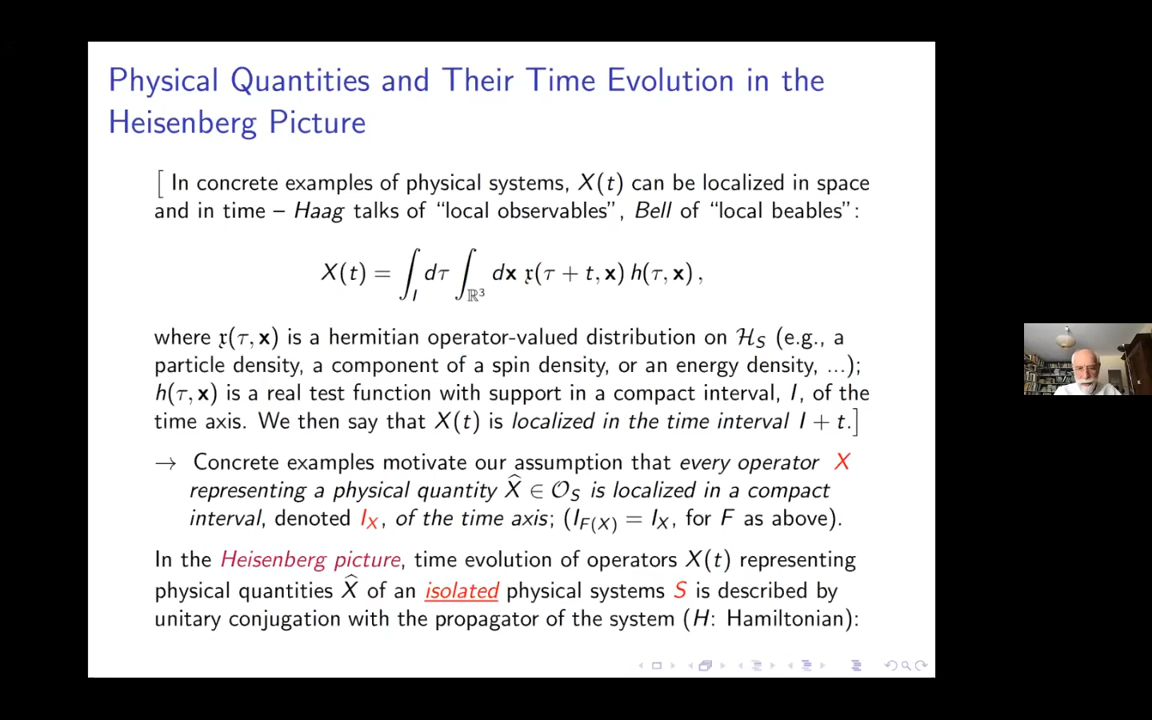 Physical Quantities and Their Time Evolution in the
Heisenberg Picture
[ In concrete examples of physical systems, X(t) can be localized in space
and in time – Haag talks of “local observables”, Bell of “local beables”:
X(t) = ∫_I dτ ∫_{ℝ³} dx 𝔵(τ + t, x) h(τ, x) ,
where 𝔵(τ, x) is a hermitian operator-valued distribution on ℋ_S (e.g., a
particle density, a component of a spin density, or an energy density, ...);
h(τ, x) is a real test function with support in a compact interval, I, of the
time axis. We then say that X(t) is localized in the time interval I + t.]
→ Concrete examples motivate our assumption that every operator X
representing a physical quantity X̂ ∈ 𝒪_S is localized in a compact
interval, denoted I_X, of the time axis; (I_{F(X)} = I_X, for F as above).
In the Heisenberg picture, time evolution of operators X(t) representing
physical quantities X̂ of an isolated physical systems S is described by
unitary conjugation with the propagator of the system (H: Hamiltonian):